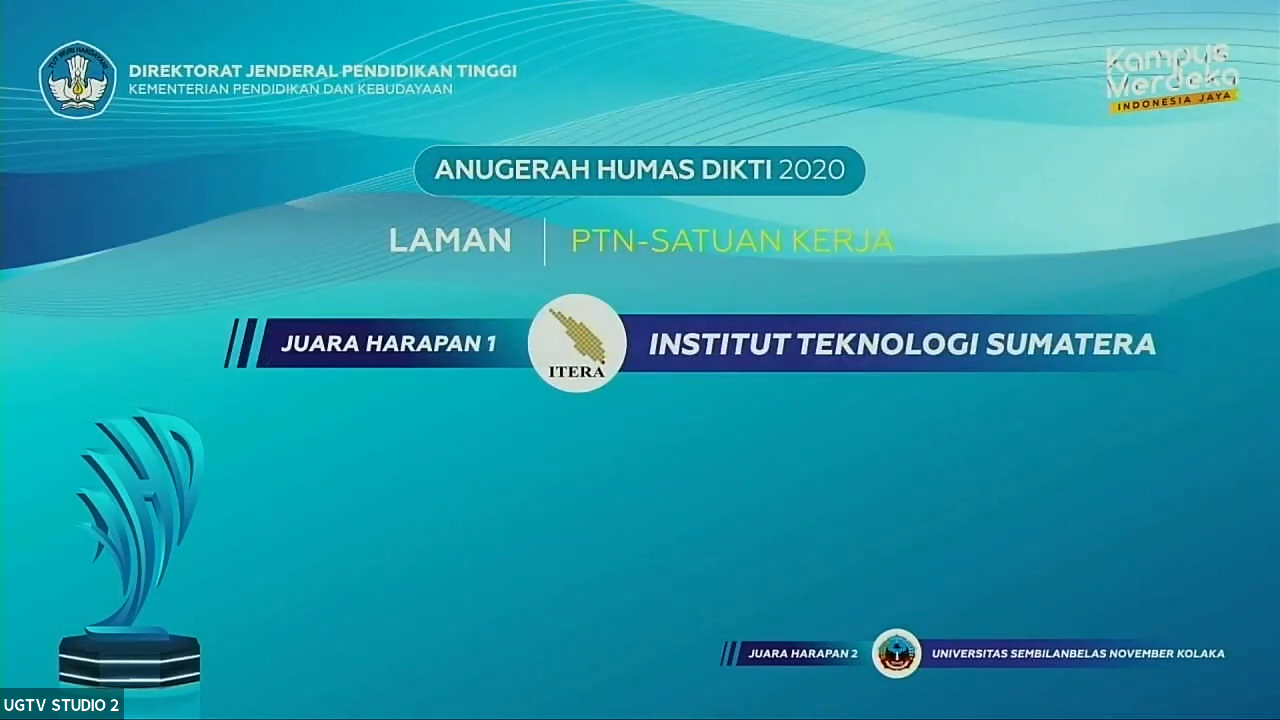 DIREKTORAT JENDERAL PENDIDIKAN TINGGI
KEMENTERIAN PENDIDIKAN DAN KEBUDAYAAN
Kampus
Merdeka
INDONESIA JAYA
ANUGERAH HUMAS DIKTI 2020
LAMAN PTN-SATUAN KERJA
JUARA HARAPAN 1 ITERA INSTITUT TEKNOLOGI SUMATERA
JUARA HARAPAN 2 UNIVERSITAS SEMBILANBELAS NOVEMBER KOLAKA
UGTV STUDIO 2